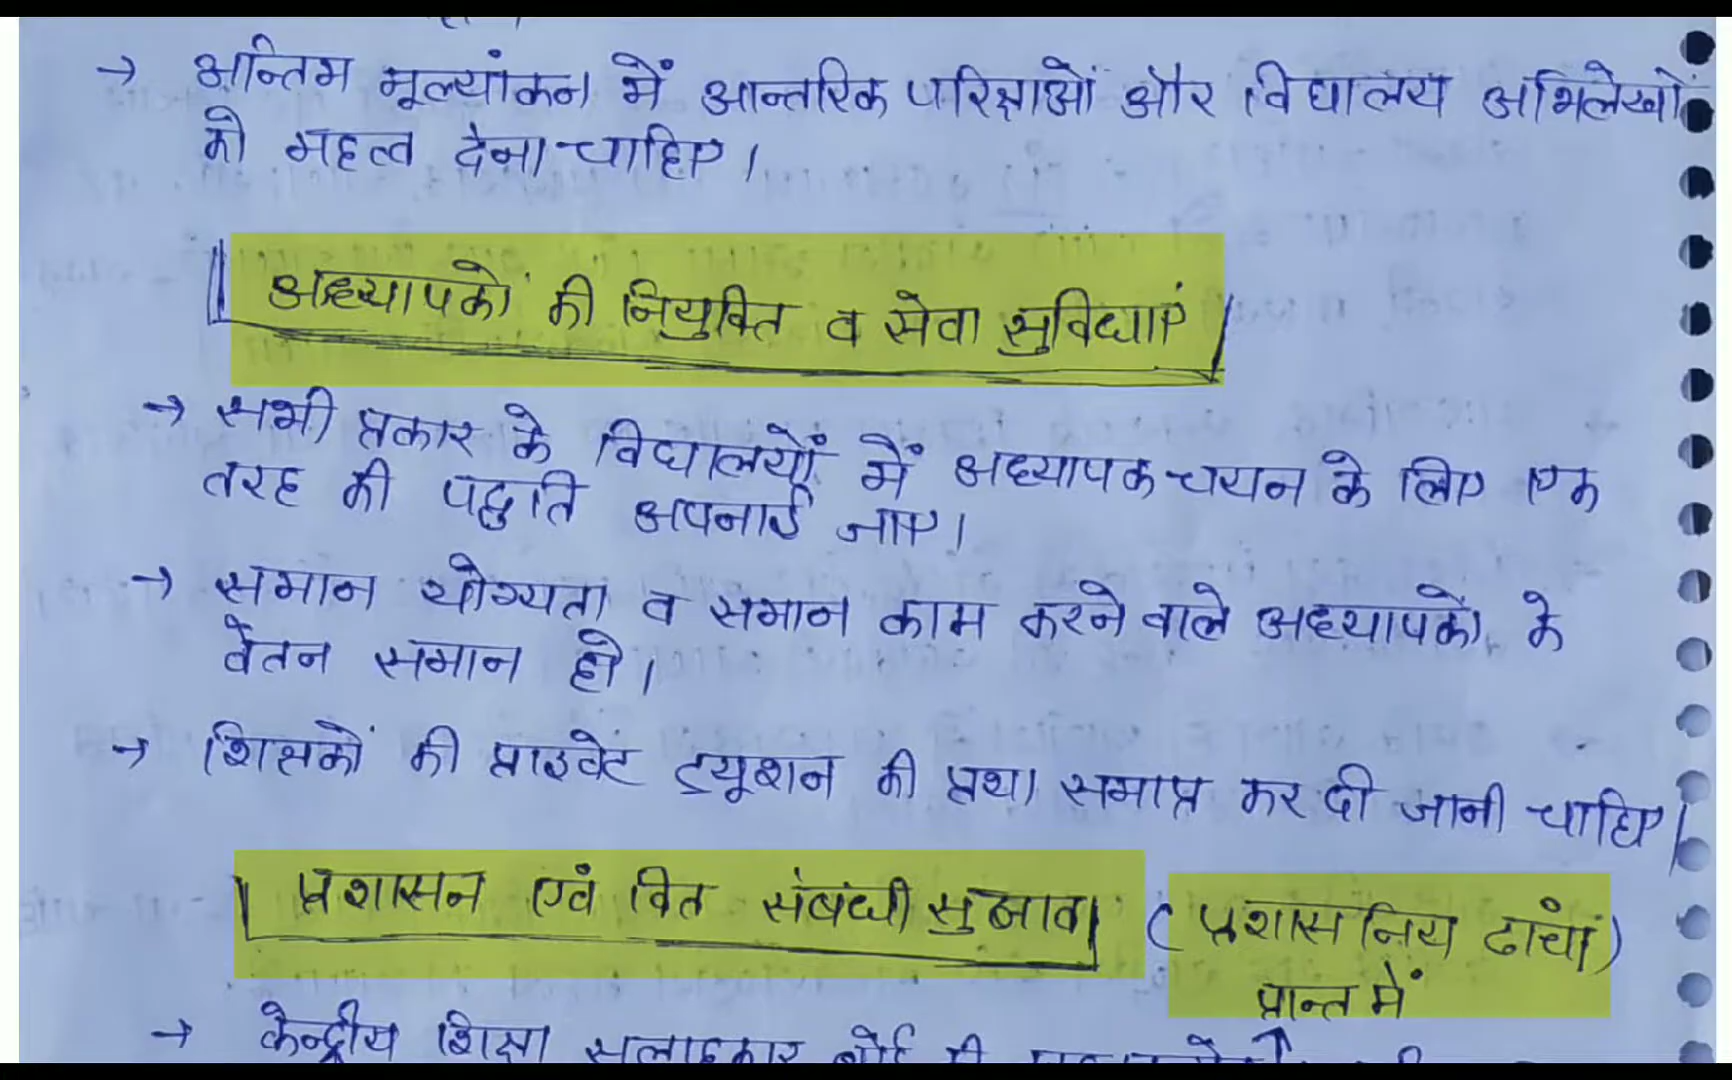 → अन्तिम मूल्यांकन में आन्तरिक परिक्षाओं और विद्यालय अभिलेखों
को महत्व देना चाहिए।
अध्यापकों की नियुक्ति व सेवा सुविधाएं
→ सभी प्रकार के विद्यालयों में अध्यापक चयन के लिए एक
तरह की पद्धति अपनाई जाए।
→ समान योग्यता व समान काम करने वाले अध्यापकों के
वेतन समान हो।
→ शिक्षकों की प्राइवेट ट्यूशन की प्रथा समाप्त कर दी जानी चाहिए।
प्रशासन एवं वित संबंधी सुझाव (प्रशासनिय ढांचा)
प्रान्त में
→ केन्द्रीय शिक्षा सलाहकार बोर्ड